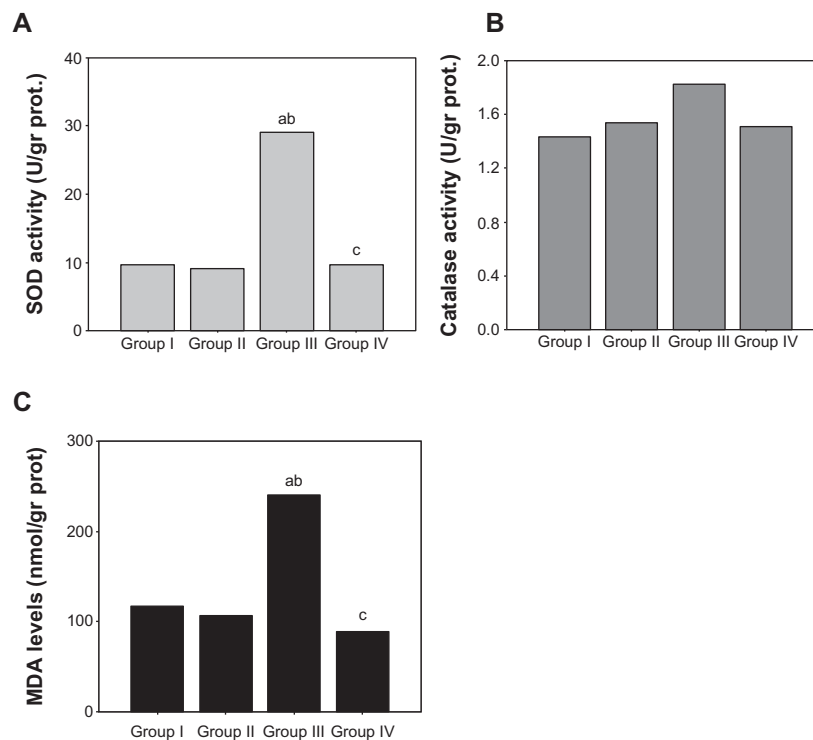 A
SOD activity (U/gr prot.)
40
30
20
10
0
ab
c
Group I Group II Group III Group IV
B
Catalase activity (U/gr prot.)
2.0
1.6
1.2
0.8
0.4
0.0
Group I Group II Group III Group IV
C
MDA levels (nmol/gr prot)
300
200
100
0
ab
c
Group I Group II Group III Group IV